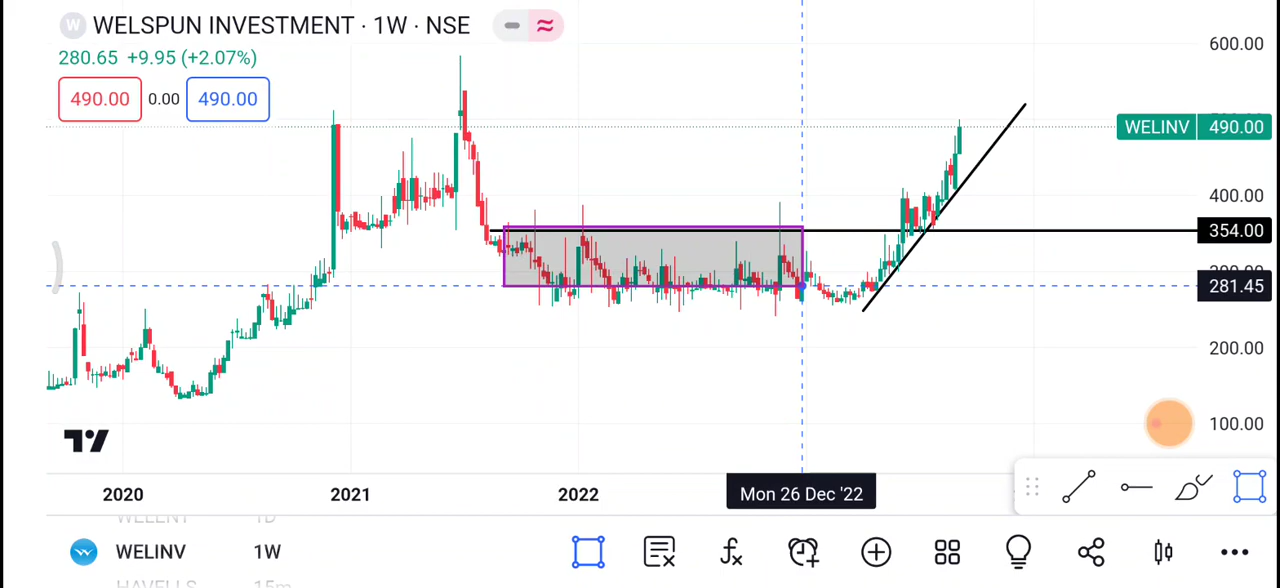 W WELSPUN INVESTMENT · 1W · NSE
280.65 +9.95 (+2.07%)
490.00 0.00 490.00
600.00
WELINV 490.00
400.00
354.00
281.45
200.00
100.00
2020 2021 2022 Mon 26 Dec '22
WELINV 1W
HAVELLS 15m